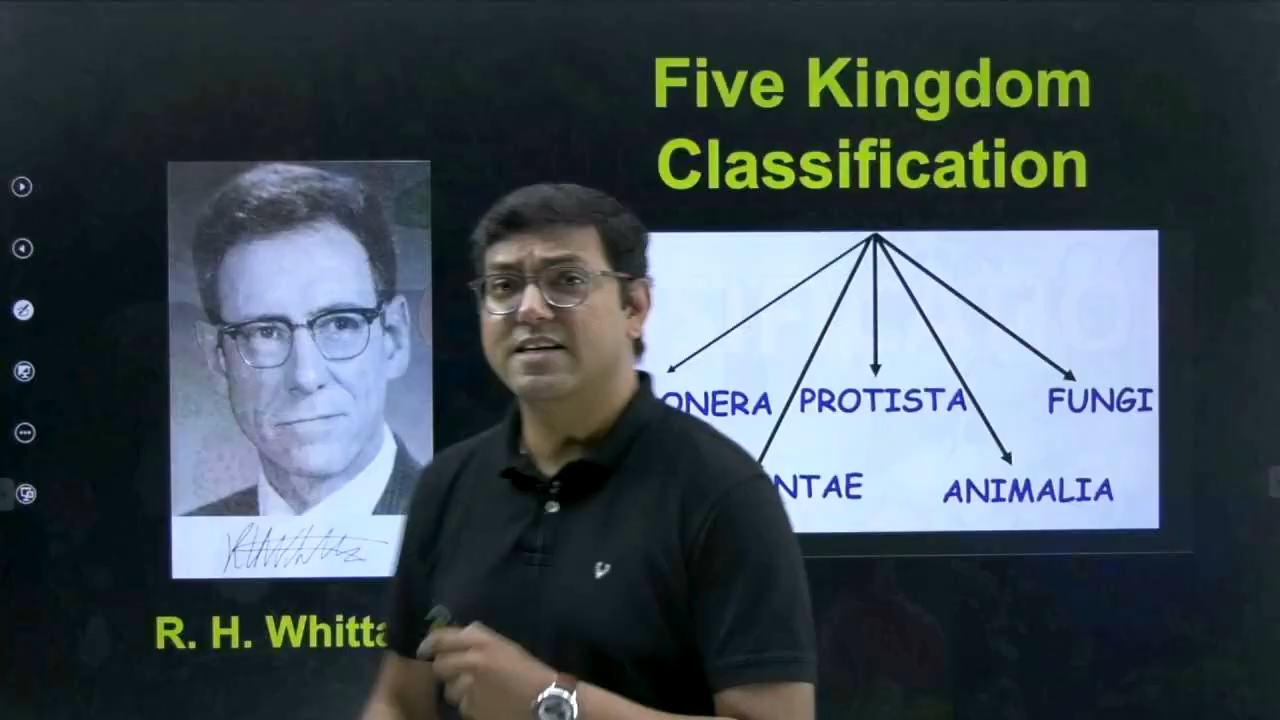 Five Kingdom
Classification
ONERA PROTISTA FUNGI
NTAE ANIMALIA
R. H. Whitta